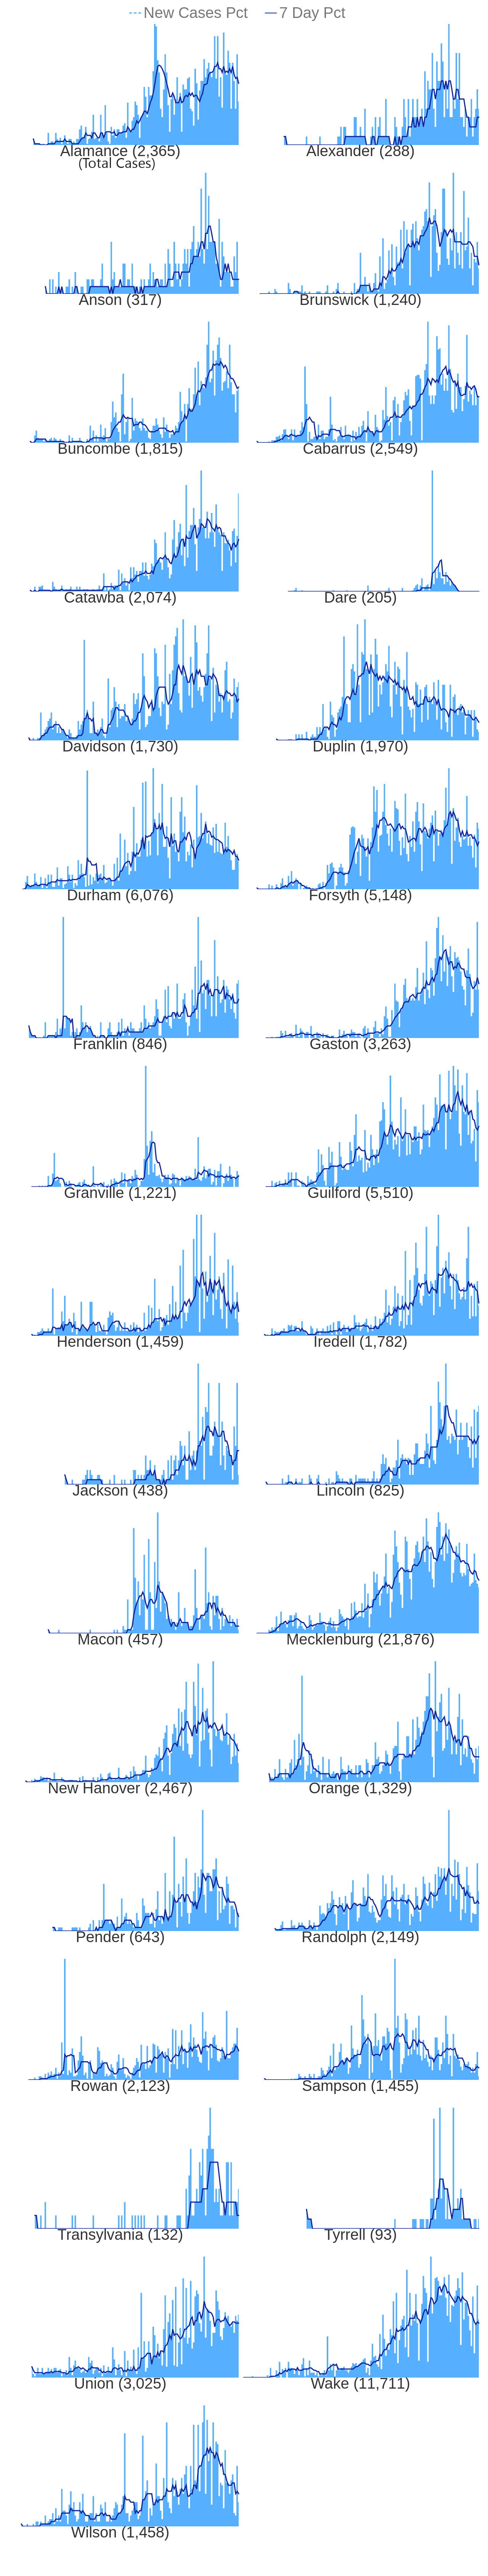 New Cases Pct 7 Day Pct
Alamance (2,365) Alexander (288)
(Total Cases)
Anson (317) Brunswick (1,240)
Buncombe (1,815) Cabarrus (2,549)
Catawba (2,074) Dare (205)
Davidson (1,730) Duplin (1,970)
Durham (6,076) Forsyth (5,148)
Franklin (846) Gaston (3,263)
Granville (1,221) Guilford (5,510)
Henderson (1,459) Iredell (1,782)
Jackson (438) Lincoln (825)
Macon (457) Mecklenburg (21,876)
New Hanover (2,467) Orange (1,329)
Pender (643) Randolph (2,149)
Rowan (2,123) Sampson (1,455)
Transylvania (132) Tyrrell (93)
Union (3,025) Wake (11,711)
Wilson (1,458)